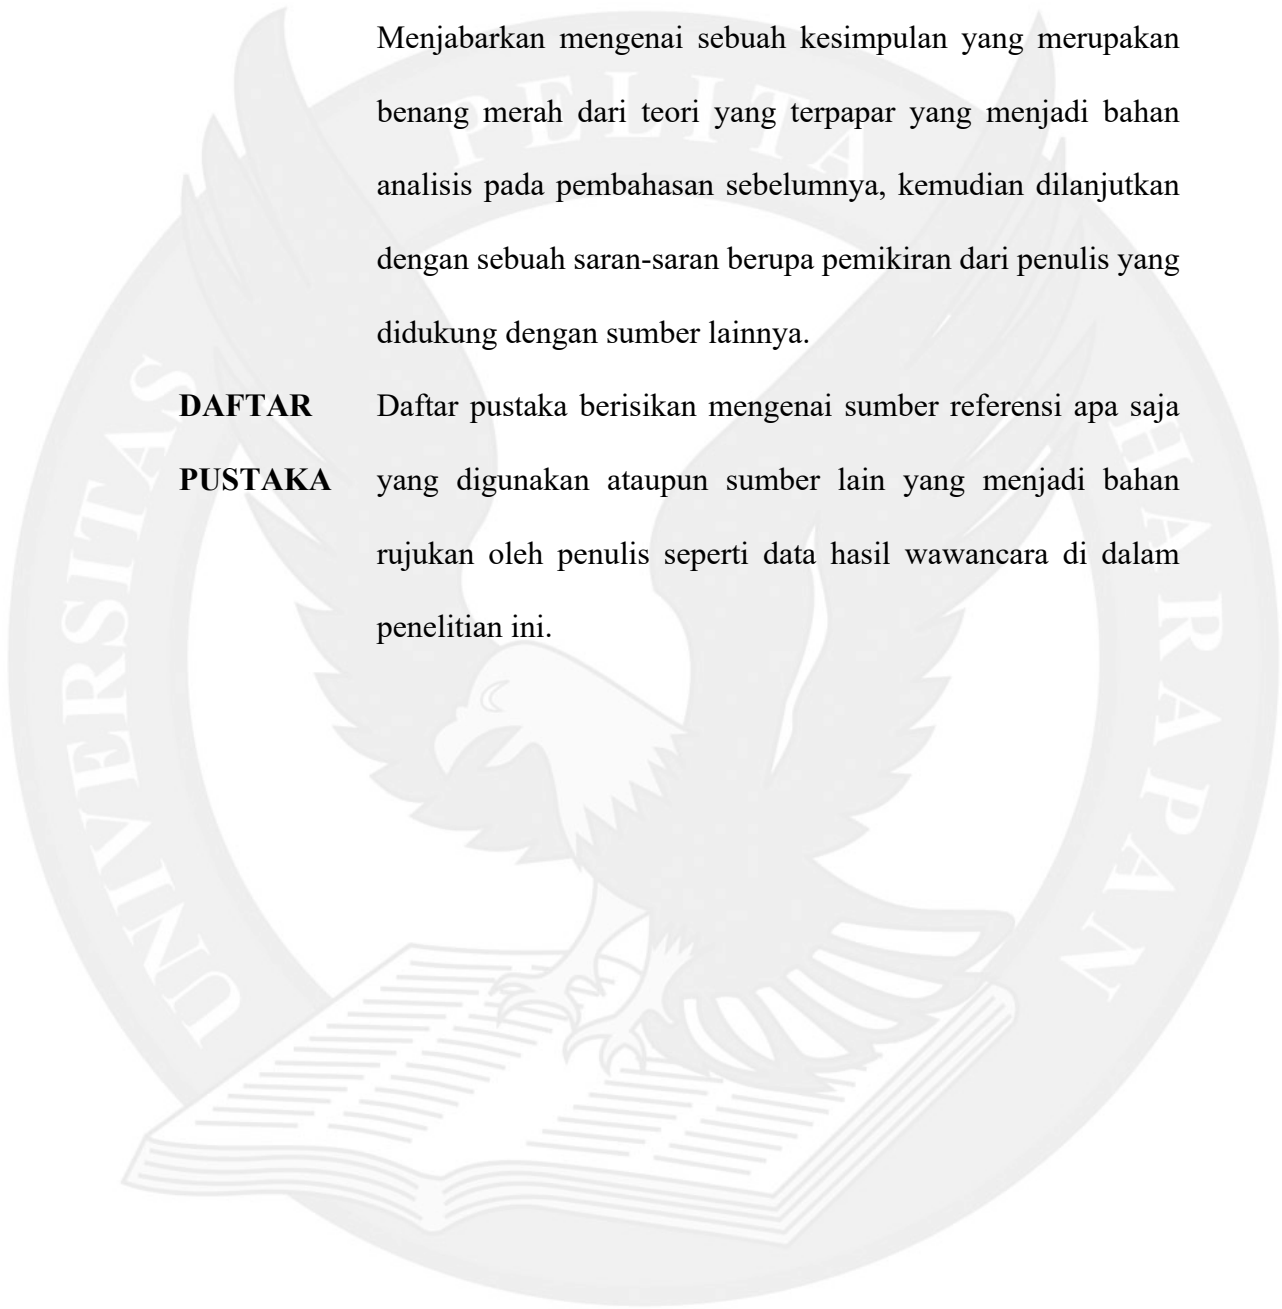 Menjabarkan mengenai sebuah kesimpulan yang merupakan
benang merah dari teori yang terpapar yang menjadi bahan
analisis pada pembahasan sebelumnya, kemudian dilanjutkan
dengan sebuah saran-saran berupa pemikiran dari penulis yang
didukung dengan sumber lainnya.
DAFTAR Daftar pustaka berisikan mengenai sumber referensi apa saja
PUSTAKA yang digunakan ataupun sumber lain yang menjadi bahan
rujukan oleh penulis seperti data hasil wawancara di dalam
penelitian ini.
UNIVERSITAS PELITA HARAPAN